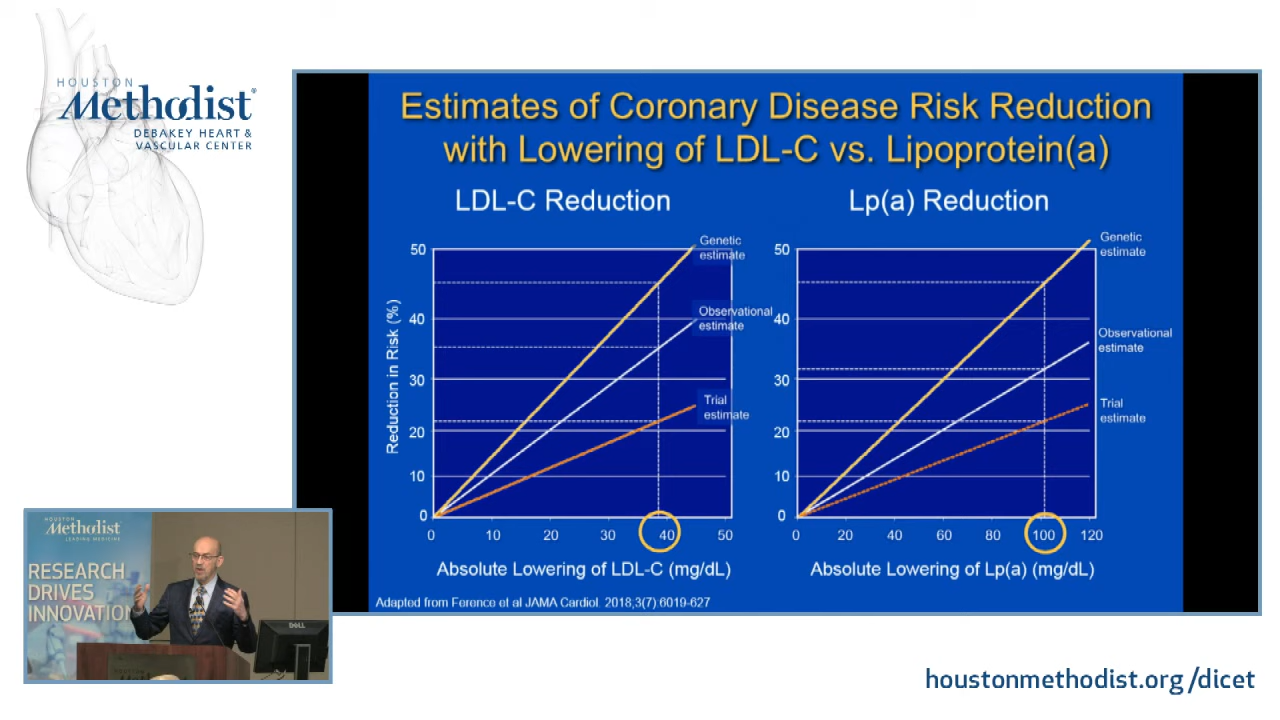 HOUSTON
Methodist®
DEBAKEY HEART &
VASCULAR CENTER
Estimates of Coronary Disease Risk Reduction
with Lowering of LDL-C vs. Lipoprotein(a)
LDL-C Reduction
Genetic
estimate
Observational
estimate
Trial
estimate
50
40
30
20
10
0
Reduction in Risk (%)
0 10 20 30 40 50
Absolute Lowering of LDL-C (mg/dL)
Lp(a) Reduction
Genetic
estimate
Observational
estimate
Trial
estimate
50
40
30
20
10
0
0 20 40 60 80 100 120
Absolute Lowering of Lp(a) (mg/dL)
Adapted from Ference et al JAMA Cardiol. 2018,3(7) 6019-627
HOUSTON
Methodist
LEADING MEDICINE
RESEARCH
DRIVES
INNOVATION
DELL
houstonmethodist.org/dicet